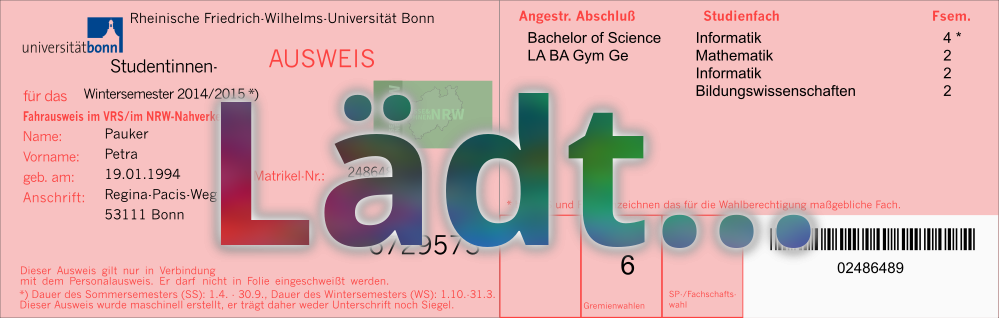 Rheinische Friedrich-Wilhelms-Universität Bonn
universitätbonn
Studentinnen-
AUSWEIS
für das Wintersemester 2014/2015 *)
Fahrausweis im VRS/im NRW-Nahverk
NRW
Name: Pauker
Vorname: Petra
geb. am: 19.01.1994
Matrikel-Nr.: 24864
Anschrift: Regina-Pacis-Weg
53111 Bonn
Lädt...
Dieser Ausweis gilt nur in Verbindung
mit dem Personalausweis. Er darf nicht in Folie eingeschweißt werden.
*) Dauer des Sommersemesters (SS): 1.4. - 30.9., Dauer des Wintersemesters (WS): 1.10.-31.3.
Dieser Ausweis wurde maschinell erstellt, er trägt daher weder Unterschrift noch Siegel.
Angestr. Abschluß Studienfach Fsem.
Bachelor of Science Informatik 4 *
LA BA Gym Ge Mathematik 2
Informatik 2
Bildungswissenschaften 2
* und zeichnen das für die Wahlberechtigung maßgebliche Fach.
6
Gremienwahlen
SP-/Fachschafts-
wahl
02486489